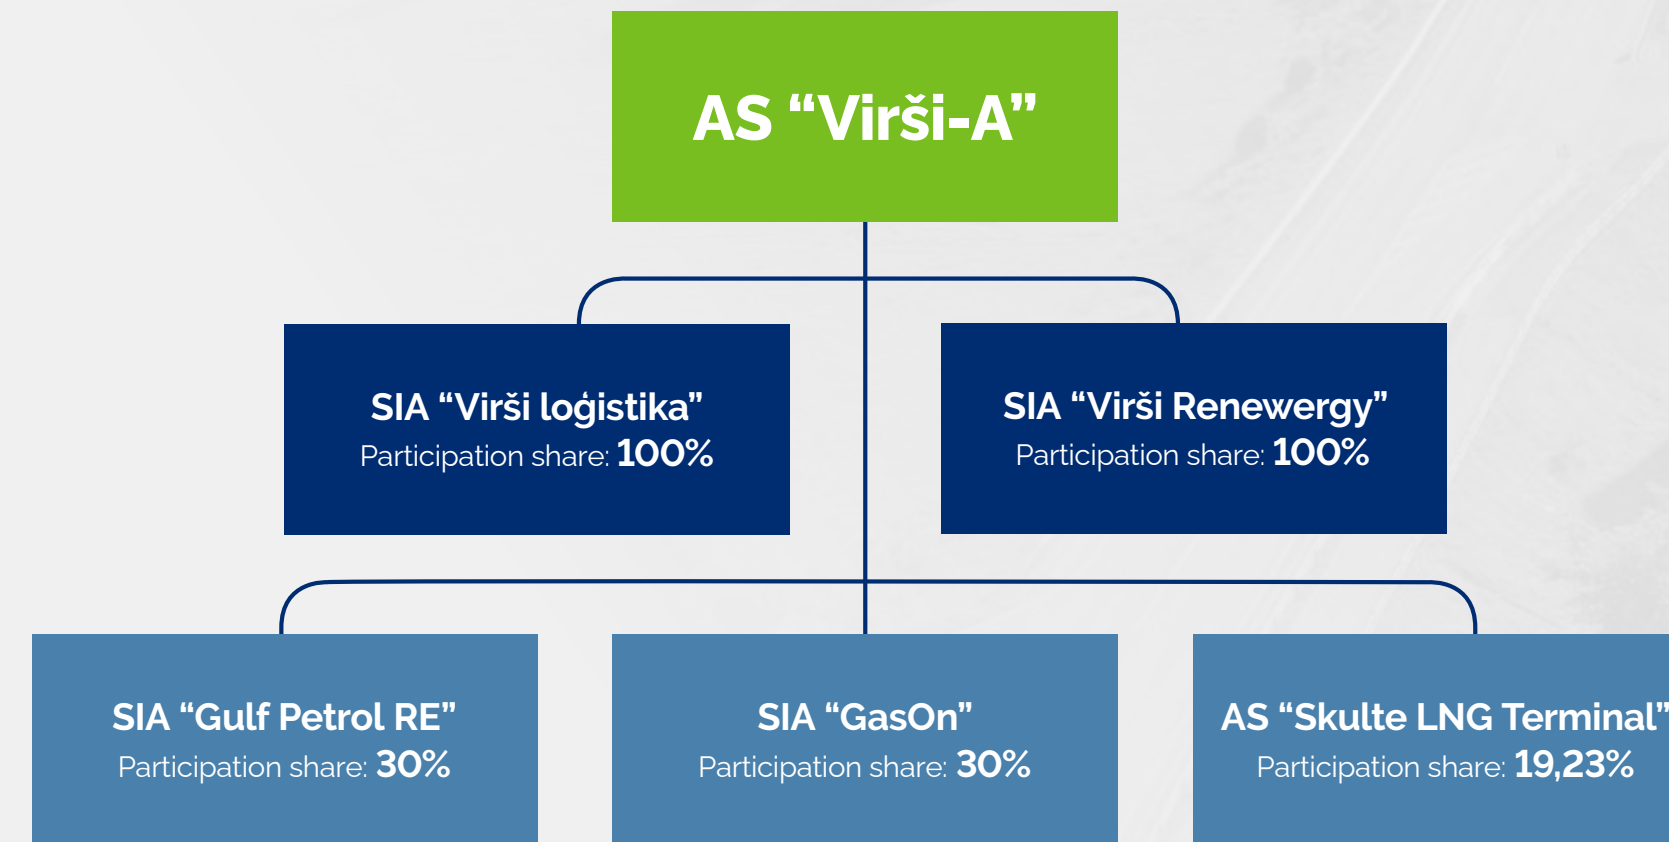 AS “Virši-A”
SIA “Virši loģistika”
Participation share: 100%
SIA “Virši Renewergy”
Participation share: 100%
SIA “Gulf Petrol RE”
Participation share: 30%
SIA “GasOn”
Participation share: 30%
AS “Skulte LNG Terminal”
Participation share: 19,23%